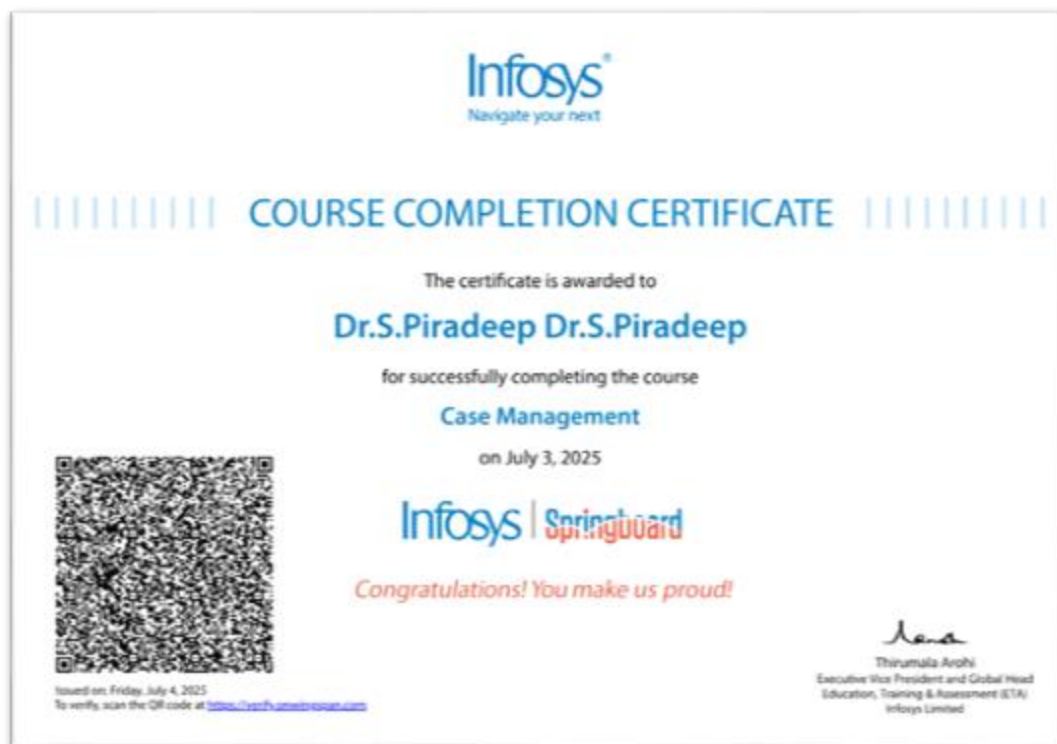 Infosys®
Navigate your next
COURSE COMPLETION CERTIFICATE
The certificate is awarded to
Dr.S.Piradeep Dr.S.Piradeep
for successfully completing the course
Case Management
on July 3, 2025
Infosys | Springboard
Congratulations! You make us proud!
Issued on: Friday, July 4, 2025
To verify, scan the QR code at
Thirumala Arohi
Executive Vice President and Global Head
Education, Training & Assessment (ETA)
Infosys Limited